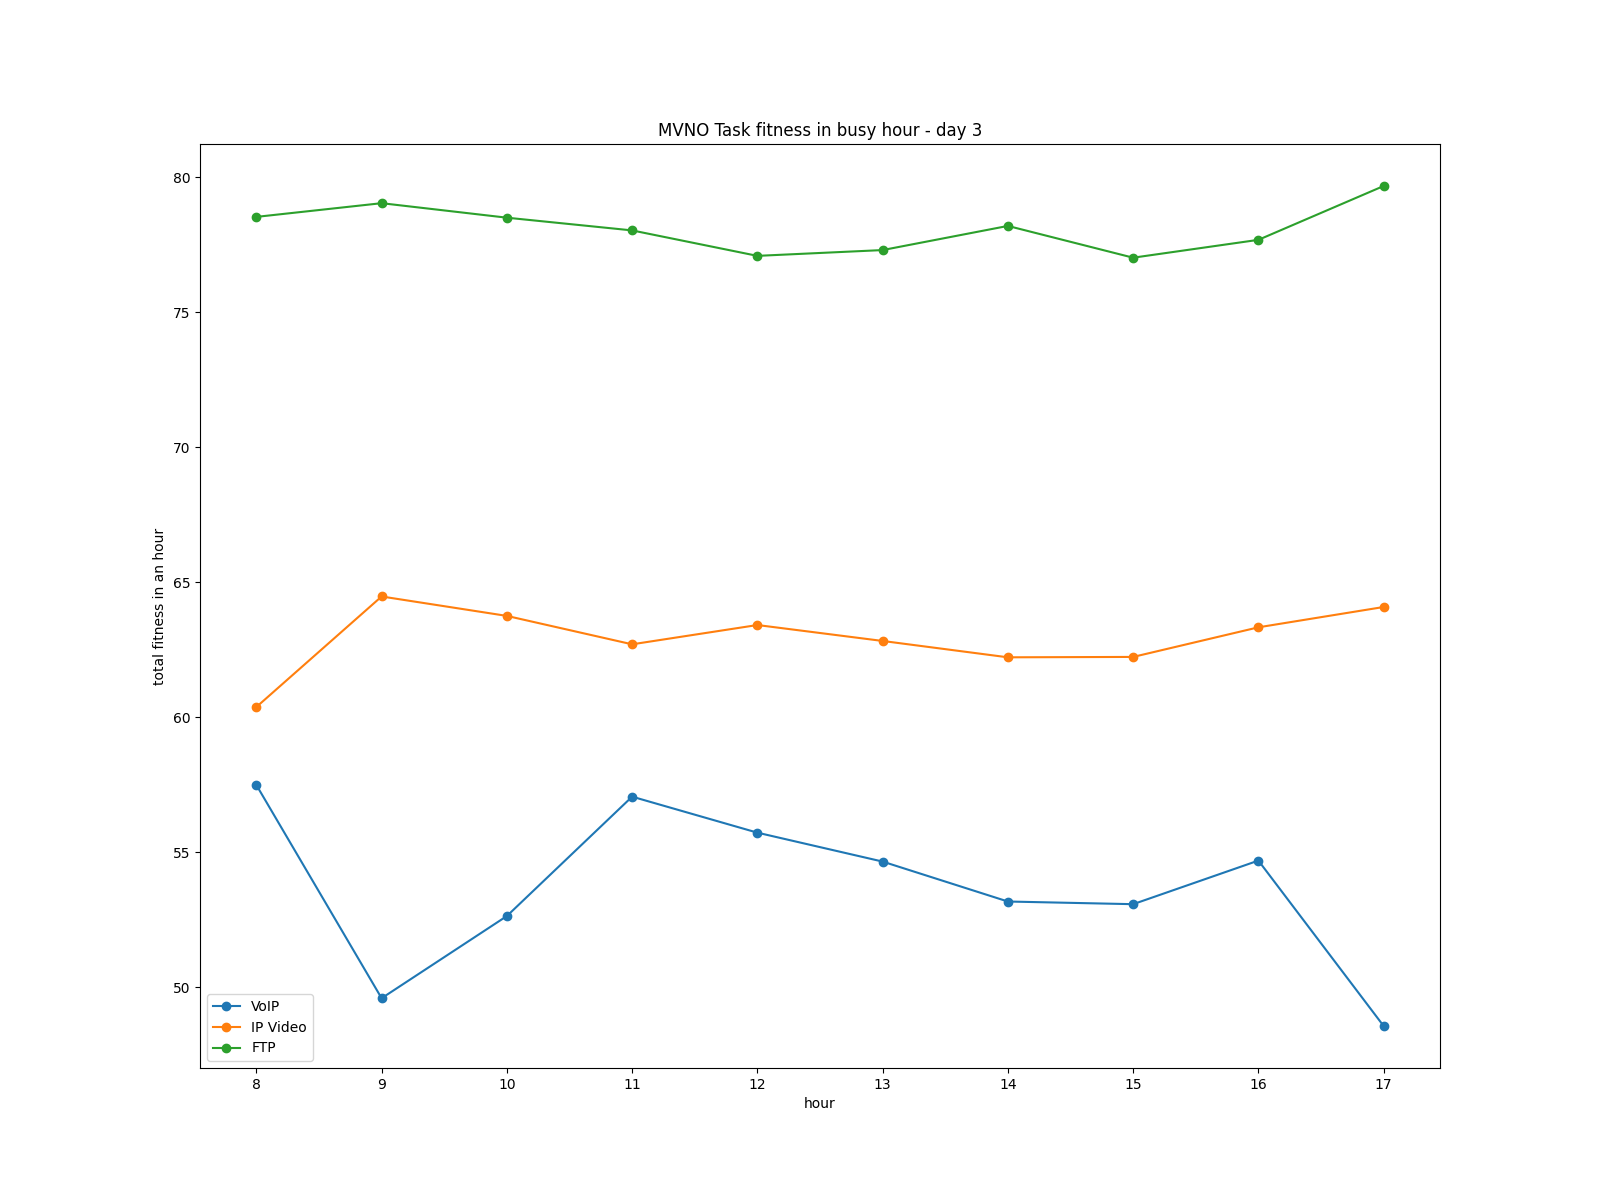 MVNO Task fitness in busy hour - day 3
total fitness in an hour
80
75
70
65
60
55
50
VoIP
IP Video
FTP
8 9 10 11 12 13 14 15 16 17
hour